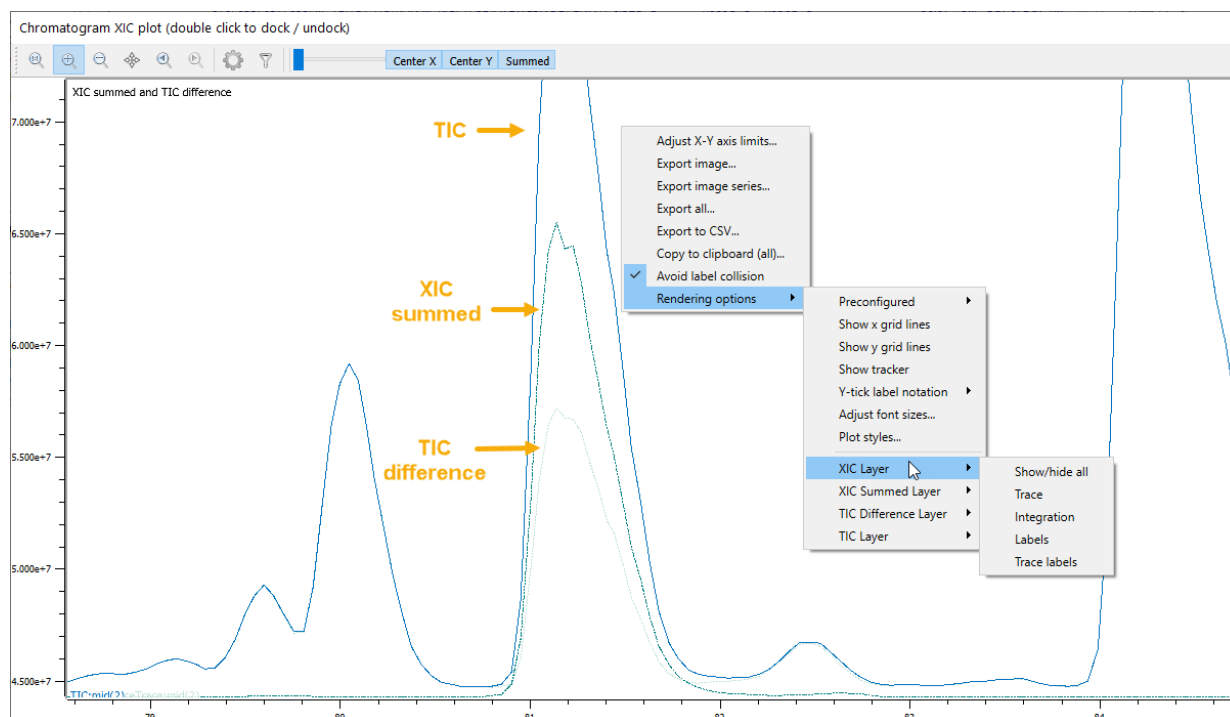 Chromatogram XIC plot (double click to dock / undock)
Center X
Center Y
Summed
XIC summed and TIC difference
7.000e+7
6.500e+7
6.000e+7
5.500e+7
5.000e+7
4.500e+7
TIC
XIC
summed
TIC
difference
Adjust X-Y axis limits...
Export image...
Export image series...
Export all...
Export to CSV...
Copy to clipboard (all)...
Avoid label collision
Rendering options
Preconfigured
Show x grid lines
Show y grid lines
Show tracker
Y-tick label notation
Adjust font sizes...
Plot styles...
XIC Layer
XIC Summed Layer
TIC Difference Layer
TIC Layer
Show/hide all
Trace
Integration
Labels
Trace labels
TIC:mid(2)
79
80
81
82
83
84